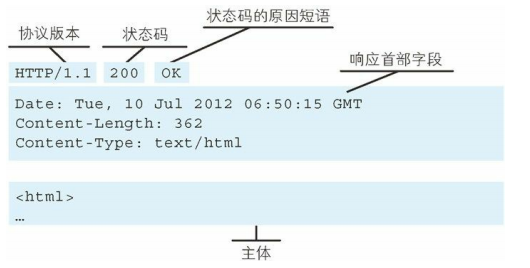 状态码的原因短语
协议版本
状态码
响应首部字段
HTTP/1.1 200 OK
Date: Tue, 10 Jul 2012 06:50:15 GMT
Content-Length: 362
Content-Type: text/html
<html>
…
主体